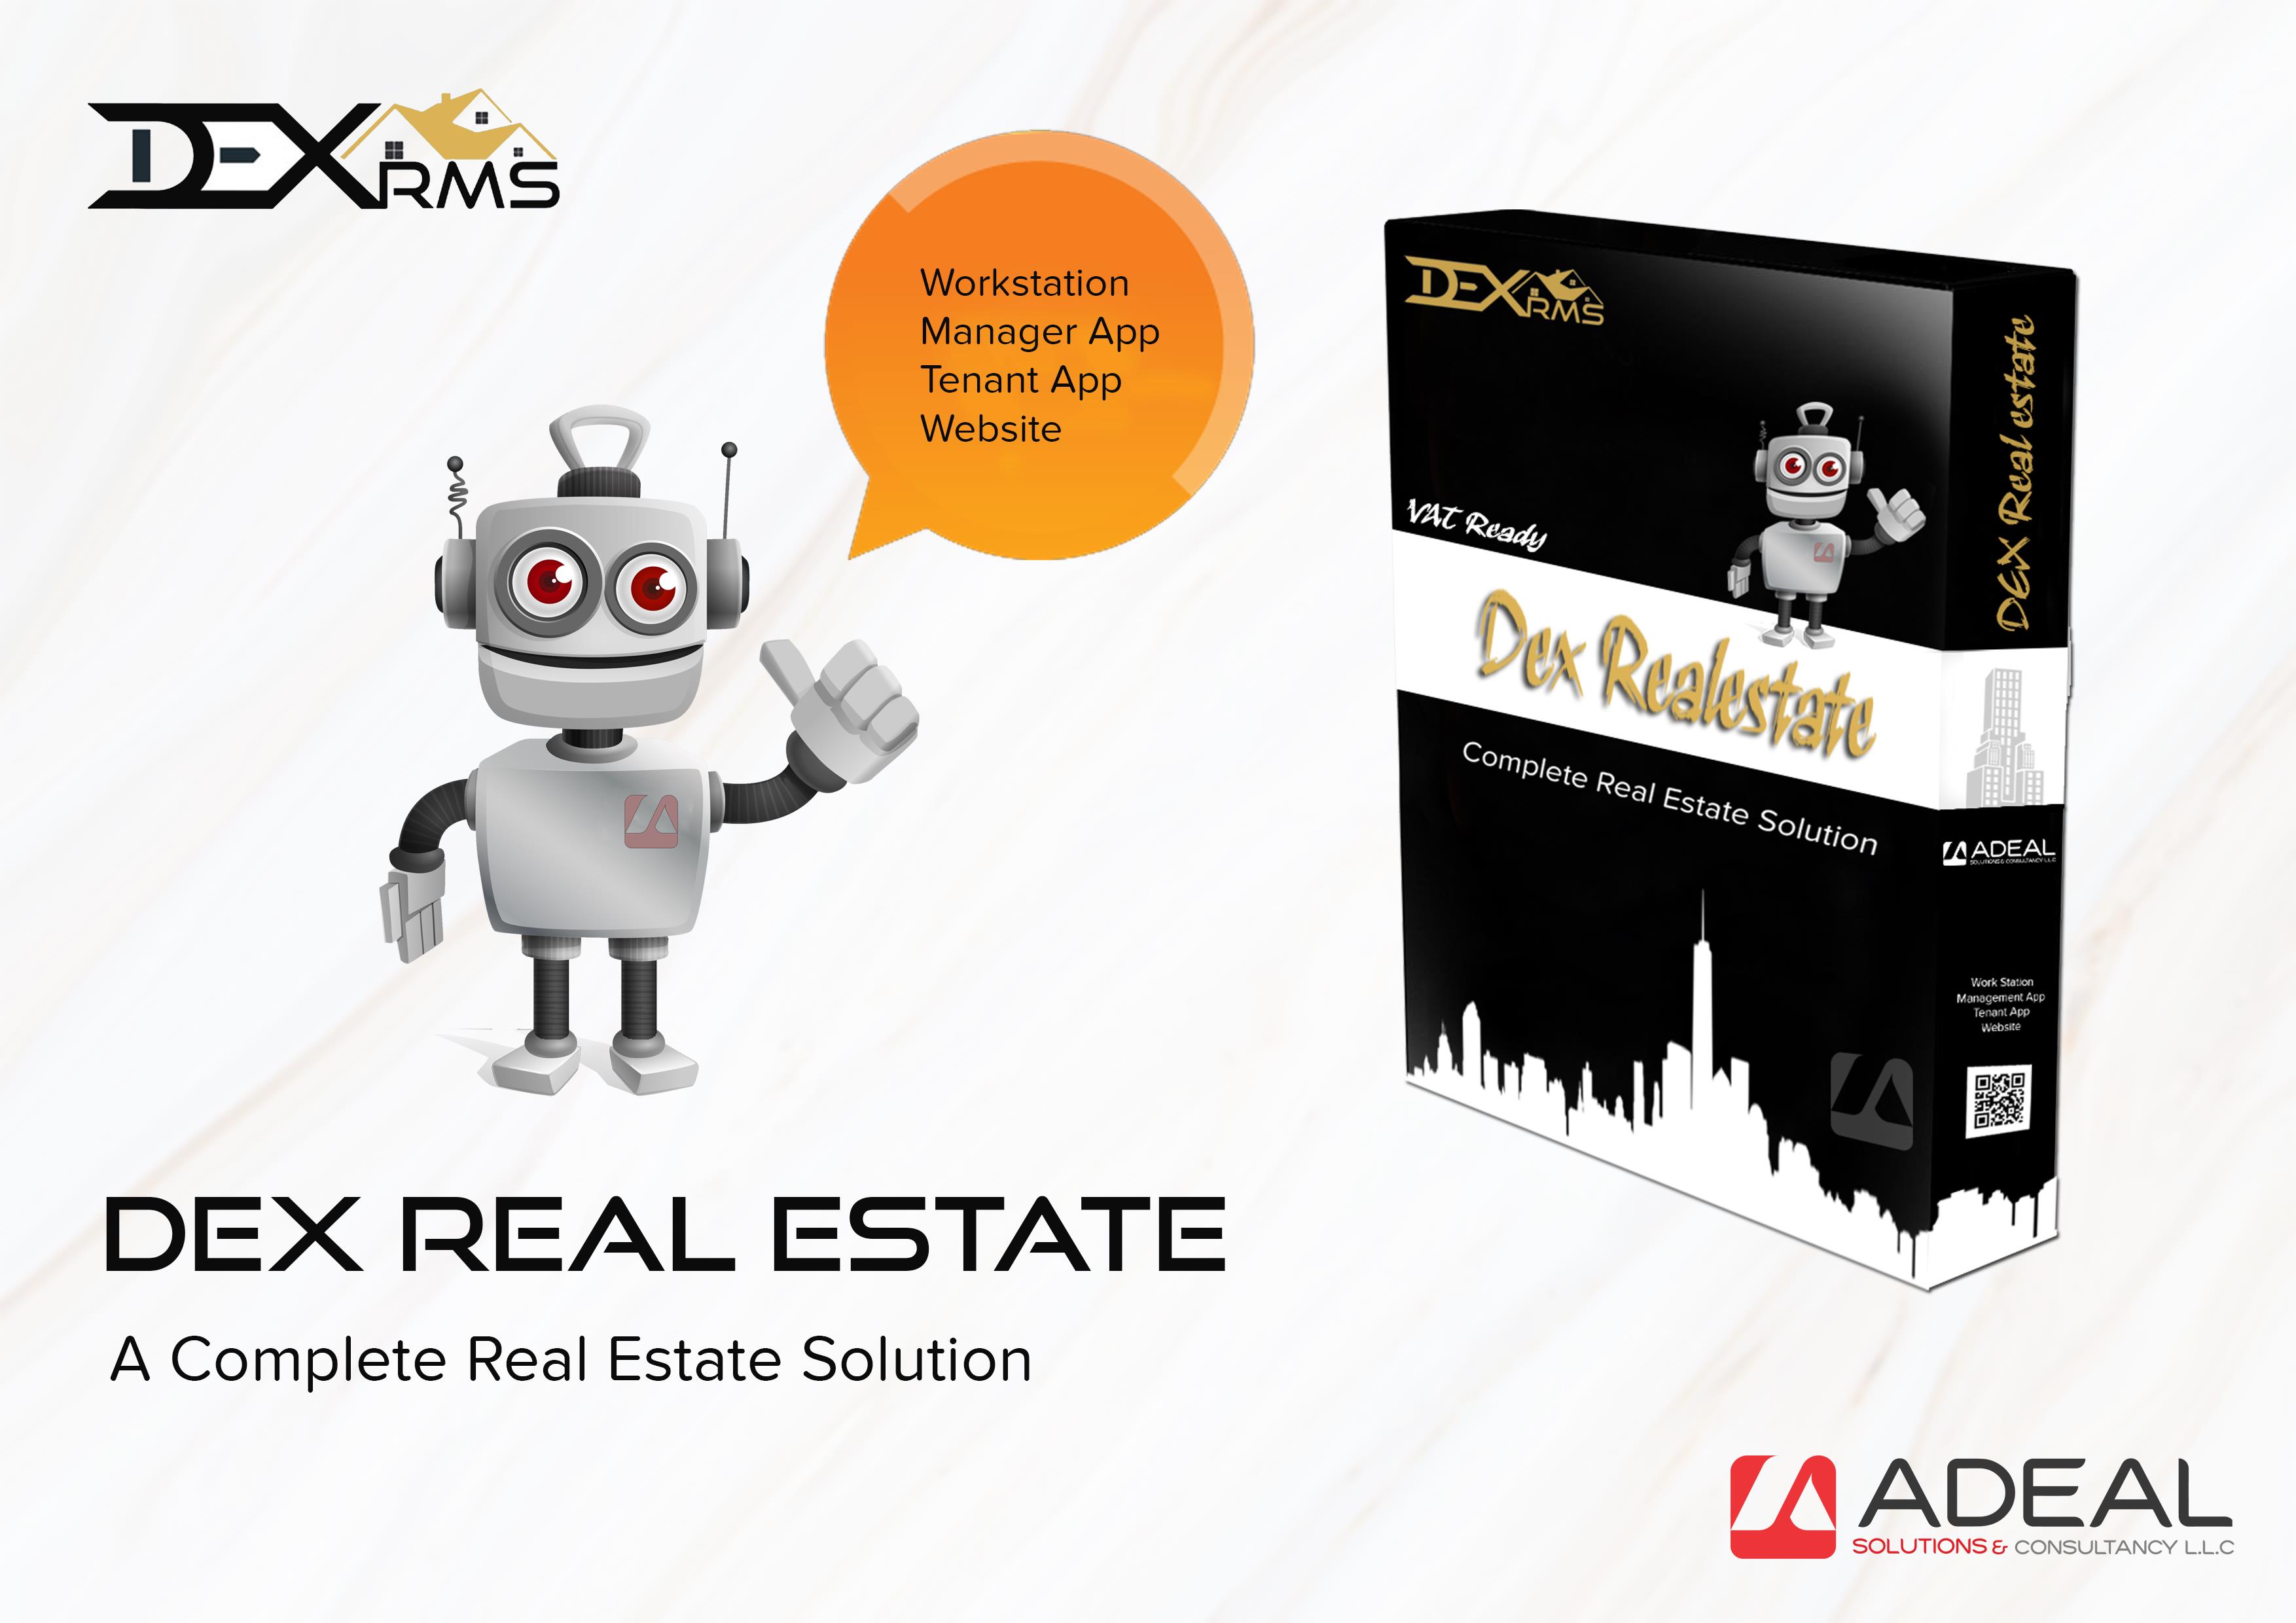 DEX RMS
Workstation
Manager App
Tenant App
Website
DEX RMS
VAT Ready
Dex Realestate
Complete Real Estate Solution
DEX Real estate
ADEAL
SOLUTIONS & CONSULTANCY L.L.C
Work Station
Management App
Tenant App
Website
DEX REAL ESTATE
A Complete Real Estate Solution
ADEAL
SOLUTIONS & CONSULTANCY L.L.C